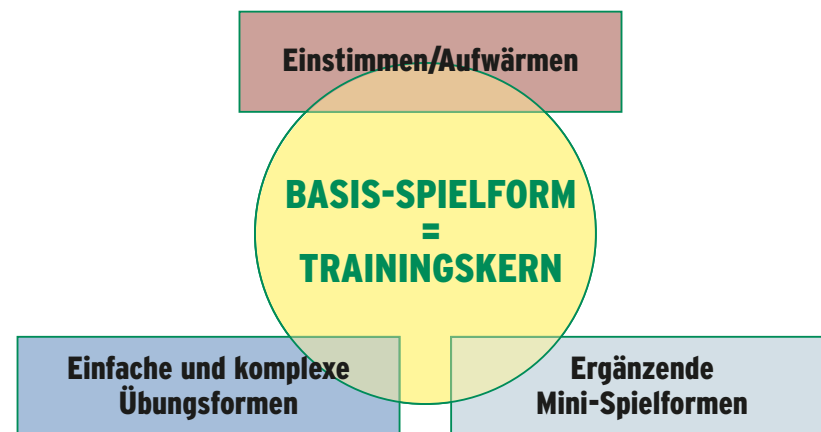 Einstimmen/Aufwärmen
BASIS-SPIELFORM
=
TRAININGSKERN
Einfache und komplexe
Übungsformen
Ergänzende
Mini-Spielformen